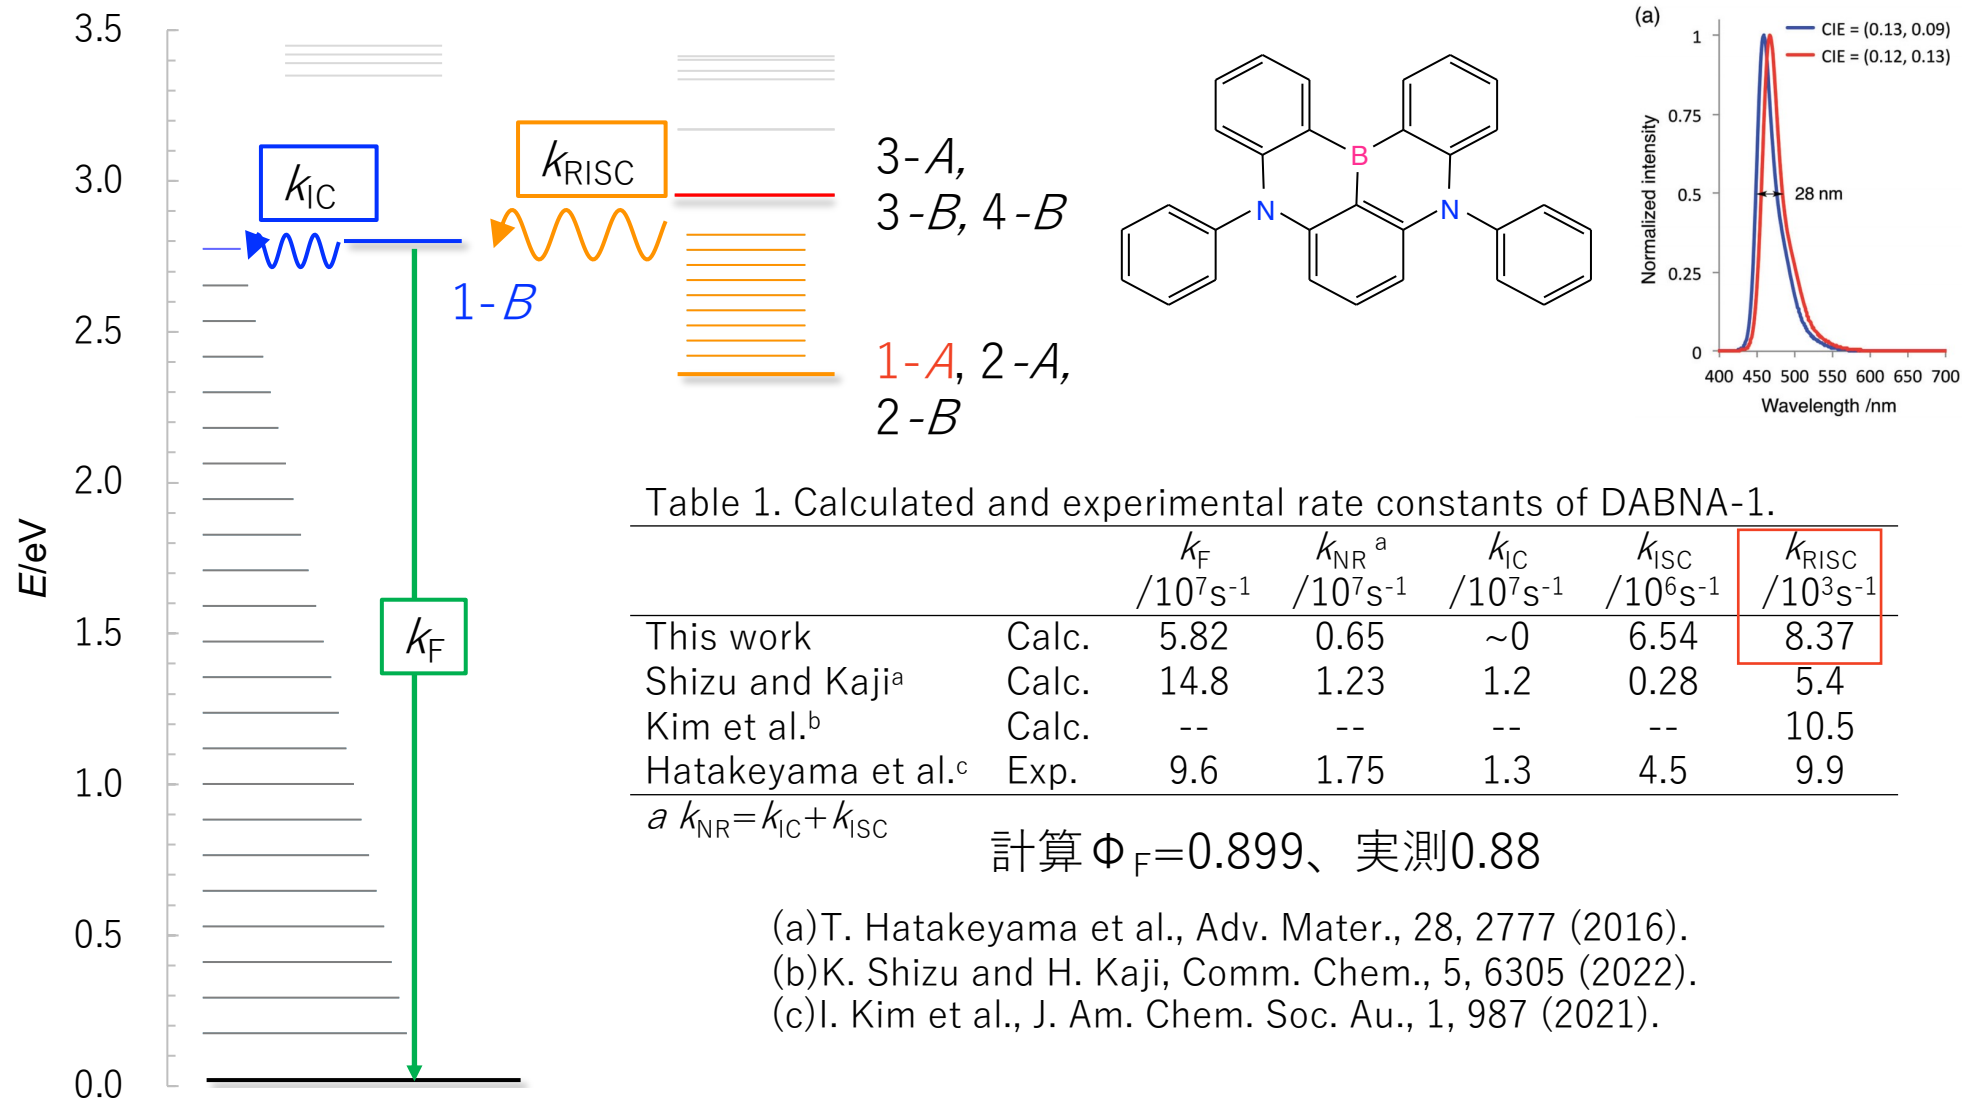 3.5
3.0
2.5
2.0
1.5
1.0
0.5
0.0
E/eV
kIC
kRISC
1-B
kF
3-A,
3-B, 4-B
1-A, 2-A,
2-B
B
N
N
(a)
CIE = (0.13, 0.09)
CIE = (0.12, 0.13)
1
0.75
0.5
0.25
0
28 nm
Normalized intensity
400 450 500 550 600 650 700
Wavelength /nm
Table 1. Calculated and experimental rate constants of DABNA-1.
kF kNR a kIC kISC kRISC
/10⁷s⁻¹ /10⁷s⁻¹ /10⁷s⁻¹ /10⁶s⁻¹ /10³s⁻¹
This work Calc. 5.82 0.65 ~0 6.54 8.37
Shizu and Kajiᵃ Calc. 14.8 1.23 1.2 0.28 5.4
Kim et al.ᵇ Calc. -- -- -- -- 10.5
Hatakeyama et al.ᶜ Exp. 9.6 1.75 1.3 4.5 9.9
a kNR=kIC+kISC
計算ΦF=0.899、実測0.88
(a)T. Hatakeyama et al., Adv. Mater., 28, 2777 (2016).
(b)K. Shizu and H. Kaji, Comm. Chem., 5, 6305 (2022).
(c)I. Kim et al., J. Am. Chem. Soc. Au., 1, 987 (2021).